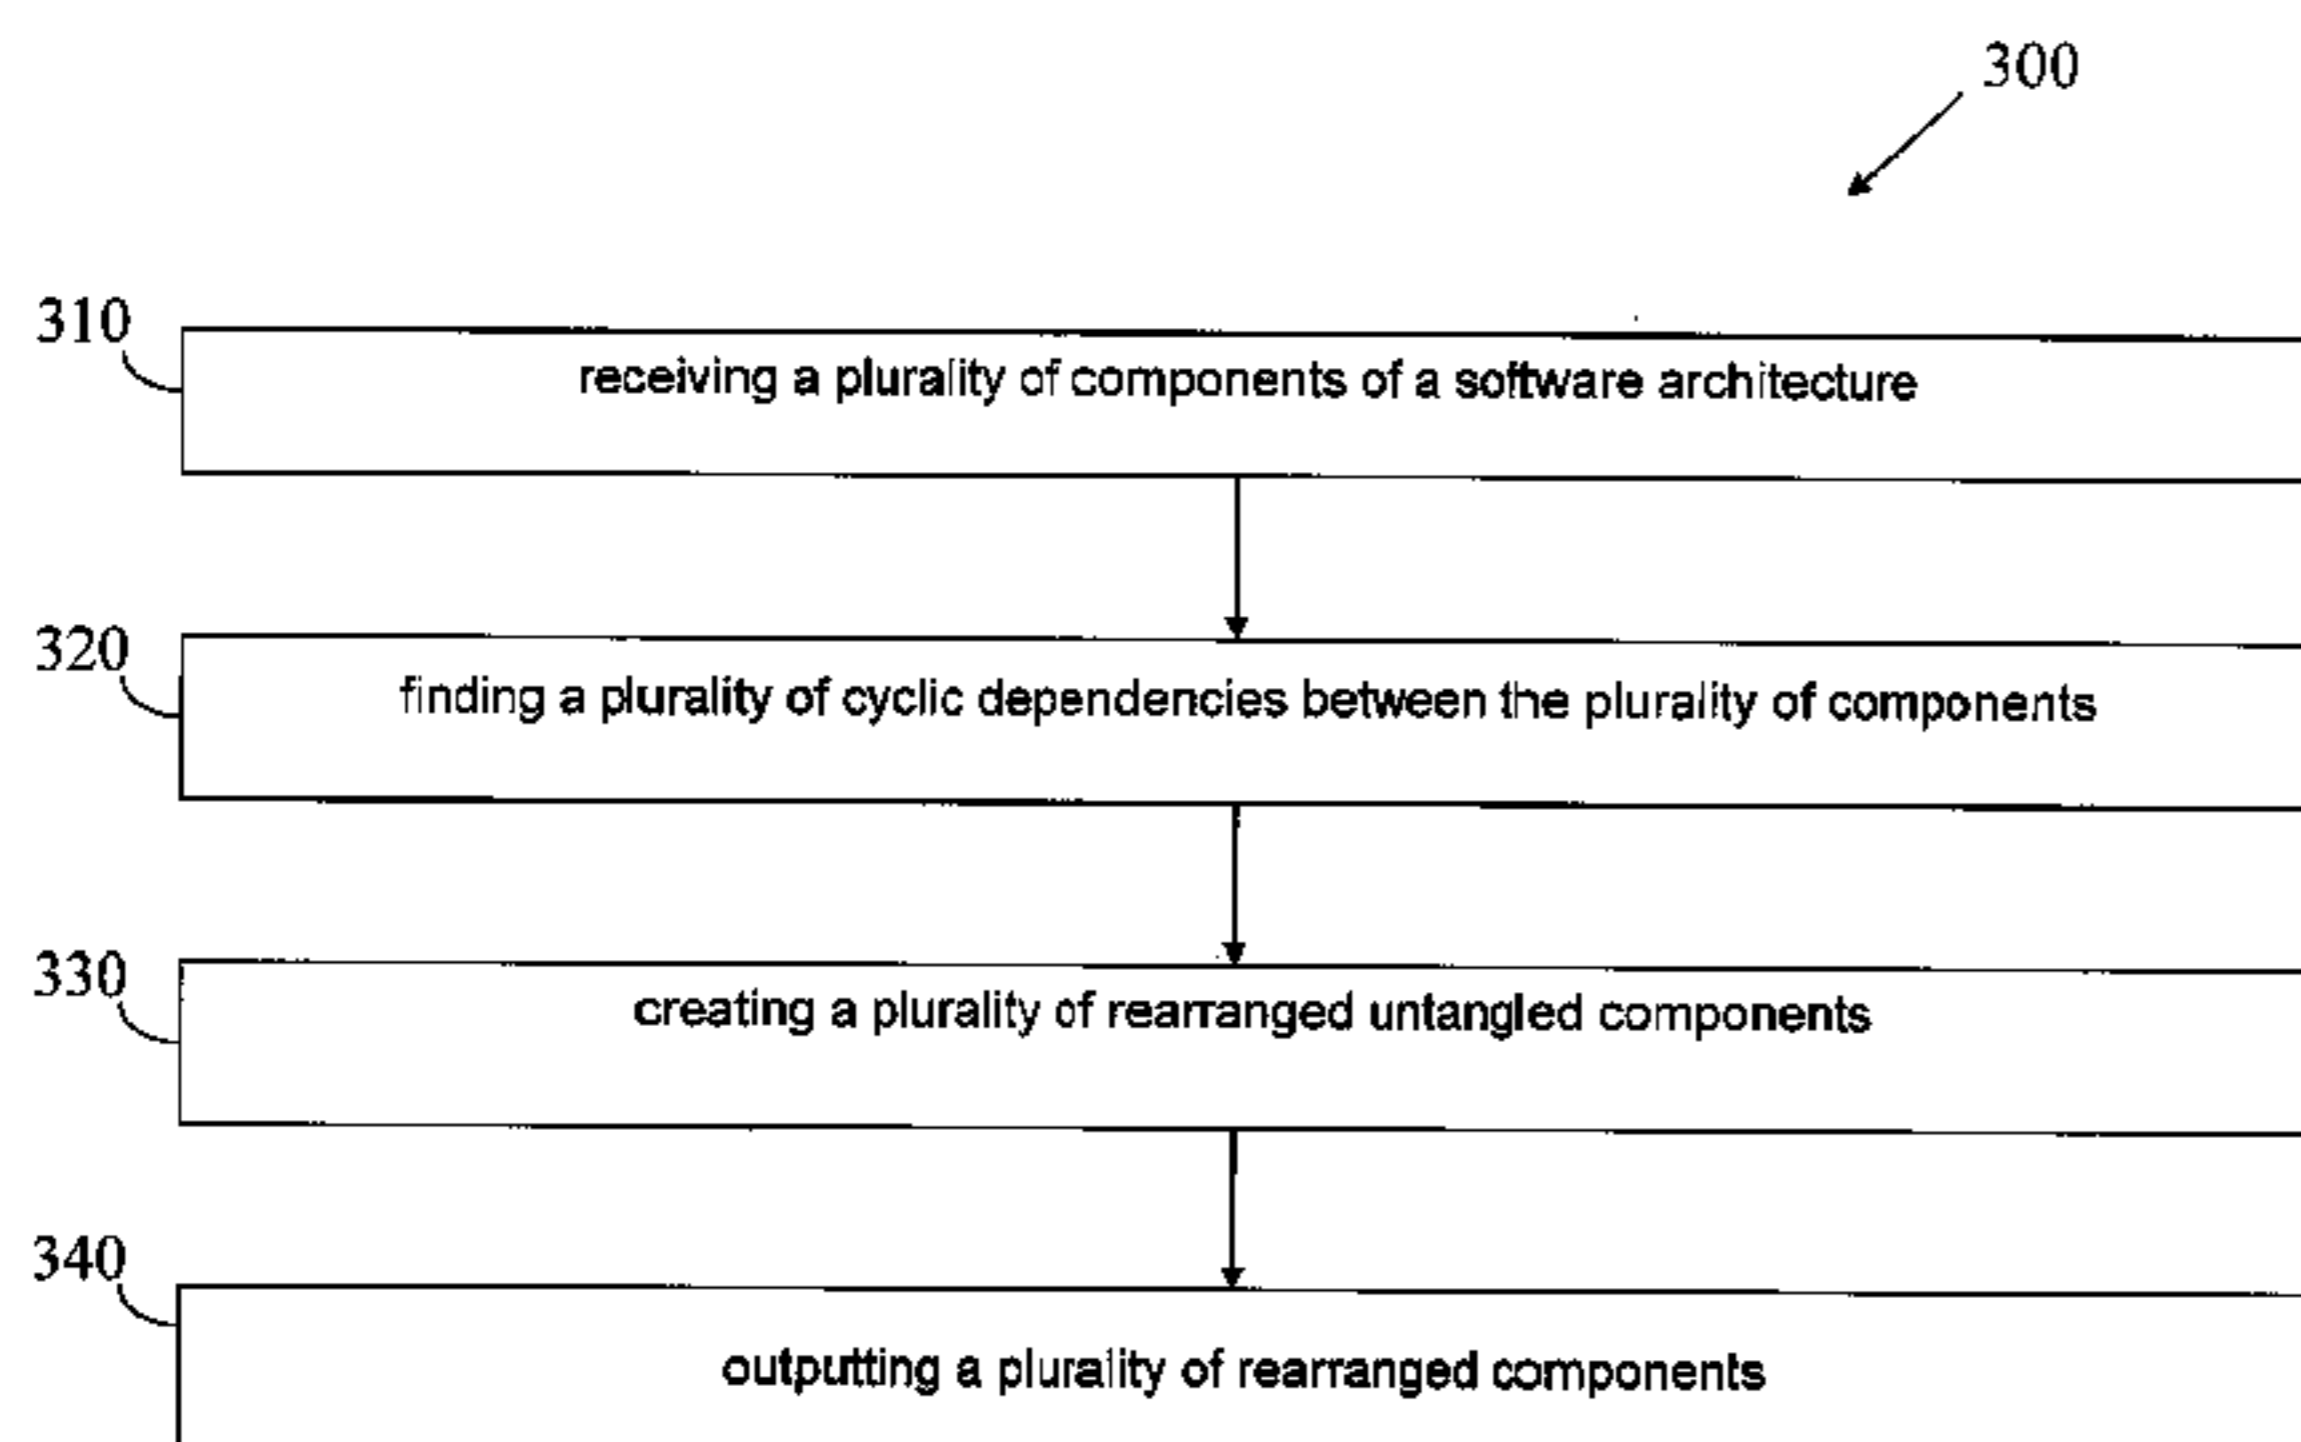 300
310
receiving a plurality of components of a software architecture
320
finding a plurality of cyclic dependencies between the plurality of components
330
creating a plurality of rearranged untangled components
340
outputting a plurality of rearranged components